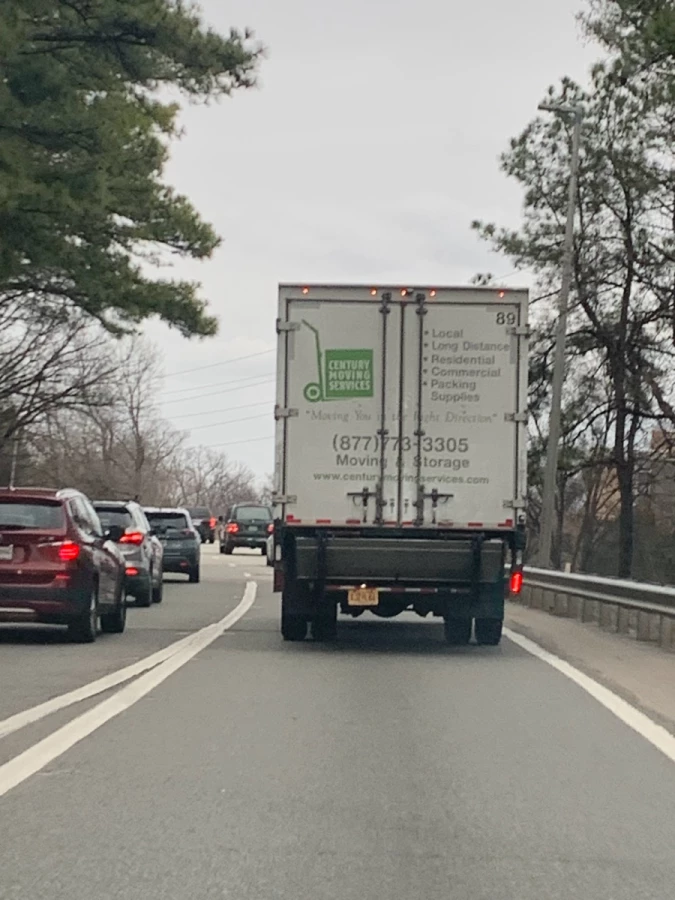 89
CENTURY
MOVING
SERVICES
• Local
• Long Distance
• Residential
• Commercial
• Packing
Supplies
"Moving You in the Right Direction"
(877)773-3305
Moving & Storage
www.centurymovingservices.com